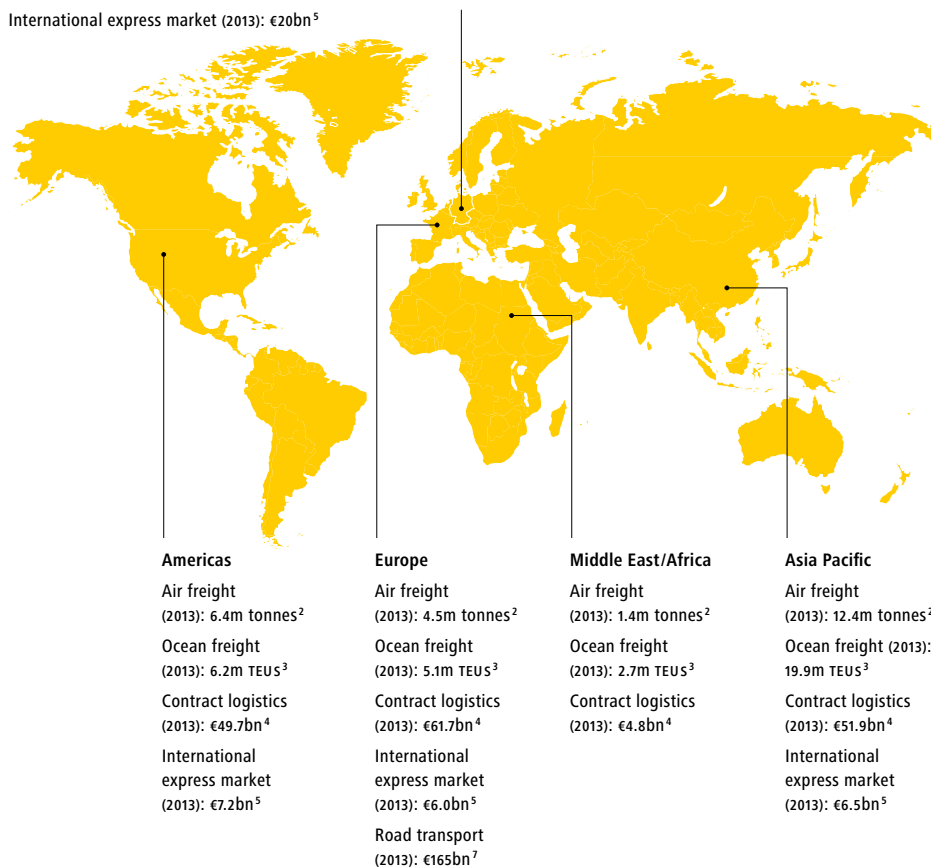 International express market (2013): €20bn⁵
Americas
Air freight
(2013): 6.4m tonnes²
Ocean freight
(2013): 6.2m TEUs³
Contract logistics
(2013): €49.7bn⁴
International
express market
(2013): €7.2bn⁵
Europe
Air freight
(2013): 4.5m tonnes²
Ocean freight
(2013): 5.1m TEUs³
Contract logistics
(2013): €61.7bn⁴
International
express market
(2013): €6.0bn⁵
Road transport
(2013): €165bn⁷
Middle East/Africa
Air freight
(2013): 1.4m tonnes²
Ocean freight
(2013): 2.7m TEUs³
Contract logistics
(2013): €4.8bn⁴
Asia Pacific
Air freight
(2013): 12.4m tonnes²
Ocean freight (2013):
19.9m TEUs³
Contract logistics
(2013): €51.9bn⁴
International
express market
(2013): €6.5bn⁵